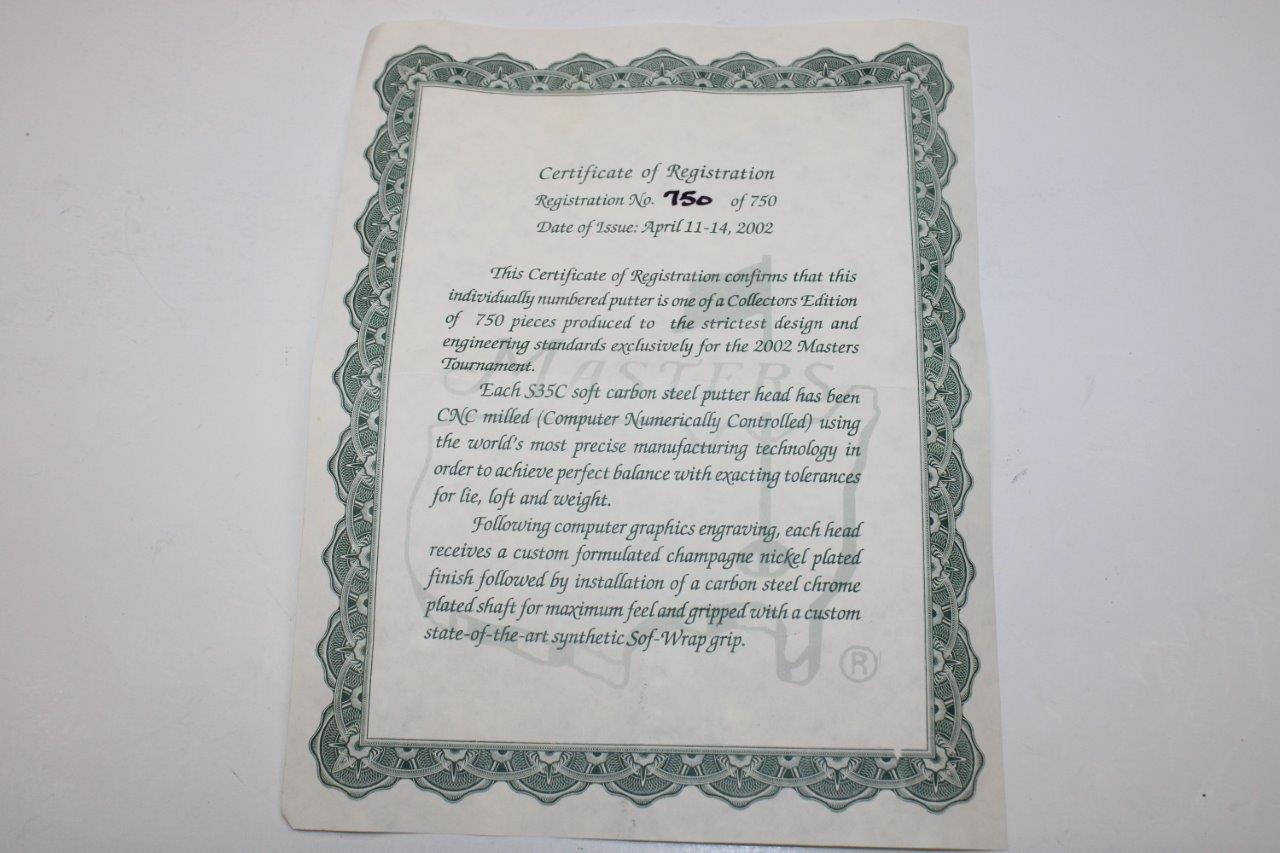 Certificate of Registration
Registration No. 750 of 750
Date of Issue: April 11-14, 2002
This Certificate of Registration confirms that this
individually numbered putter is one of a Collectors Edition
of 750 pieces produced to the strictest design and
engineering standards exclusively for the 2002 Masters
Tournament.
MASTERS
Each S35C soft carbon steel putter head has been
CNC milled (Computer Numerically Controlled) using
the world's most precise manufacturing technology in
order to achieve perfect balance with exacting tolerances
for lie, loft and weight.
Following computer graphics engraving, each head
receives a custom formulated champagne nickel plated
finish followed by installation of a carbon steel chrome
plated shaft for maximum feel and gripped with a custom
state-of-the-art synthetic Sof-Wrap grip.
®